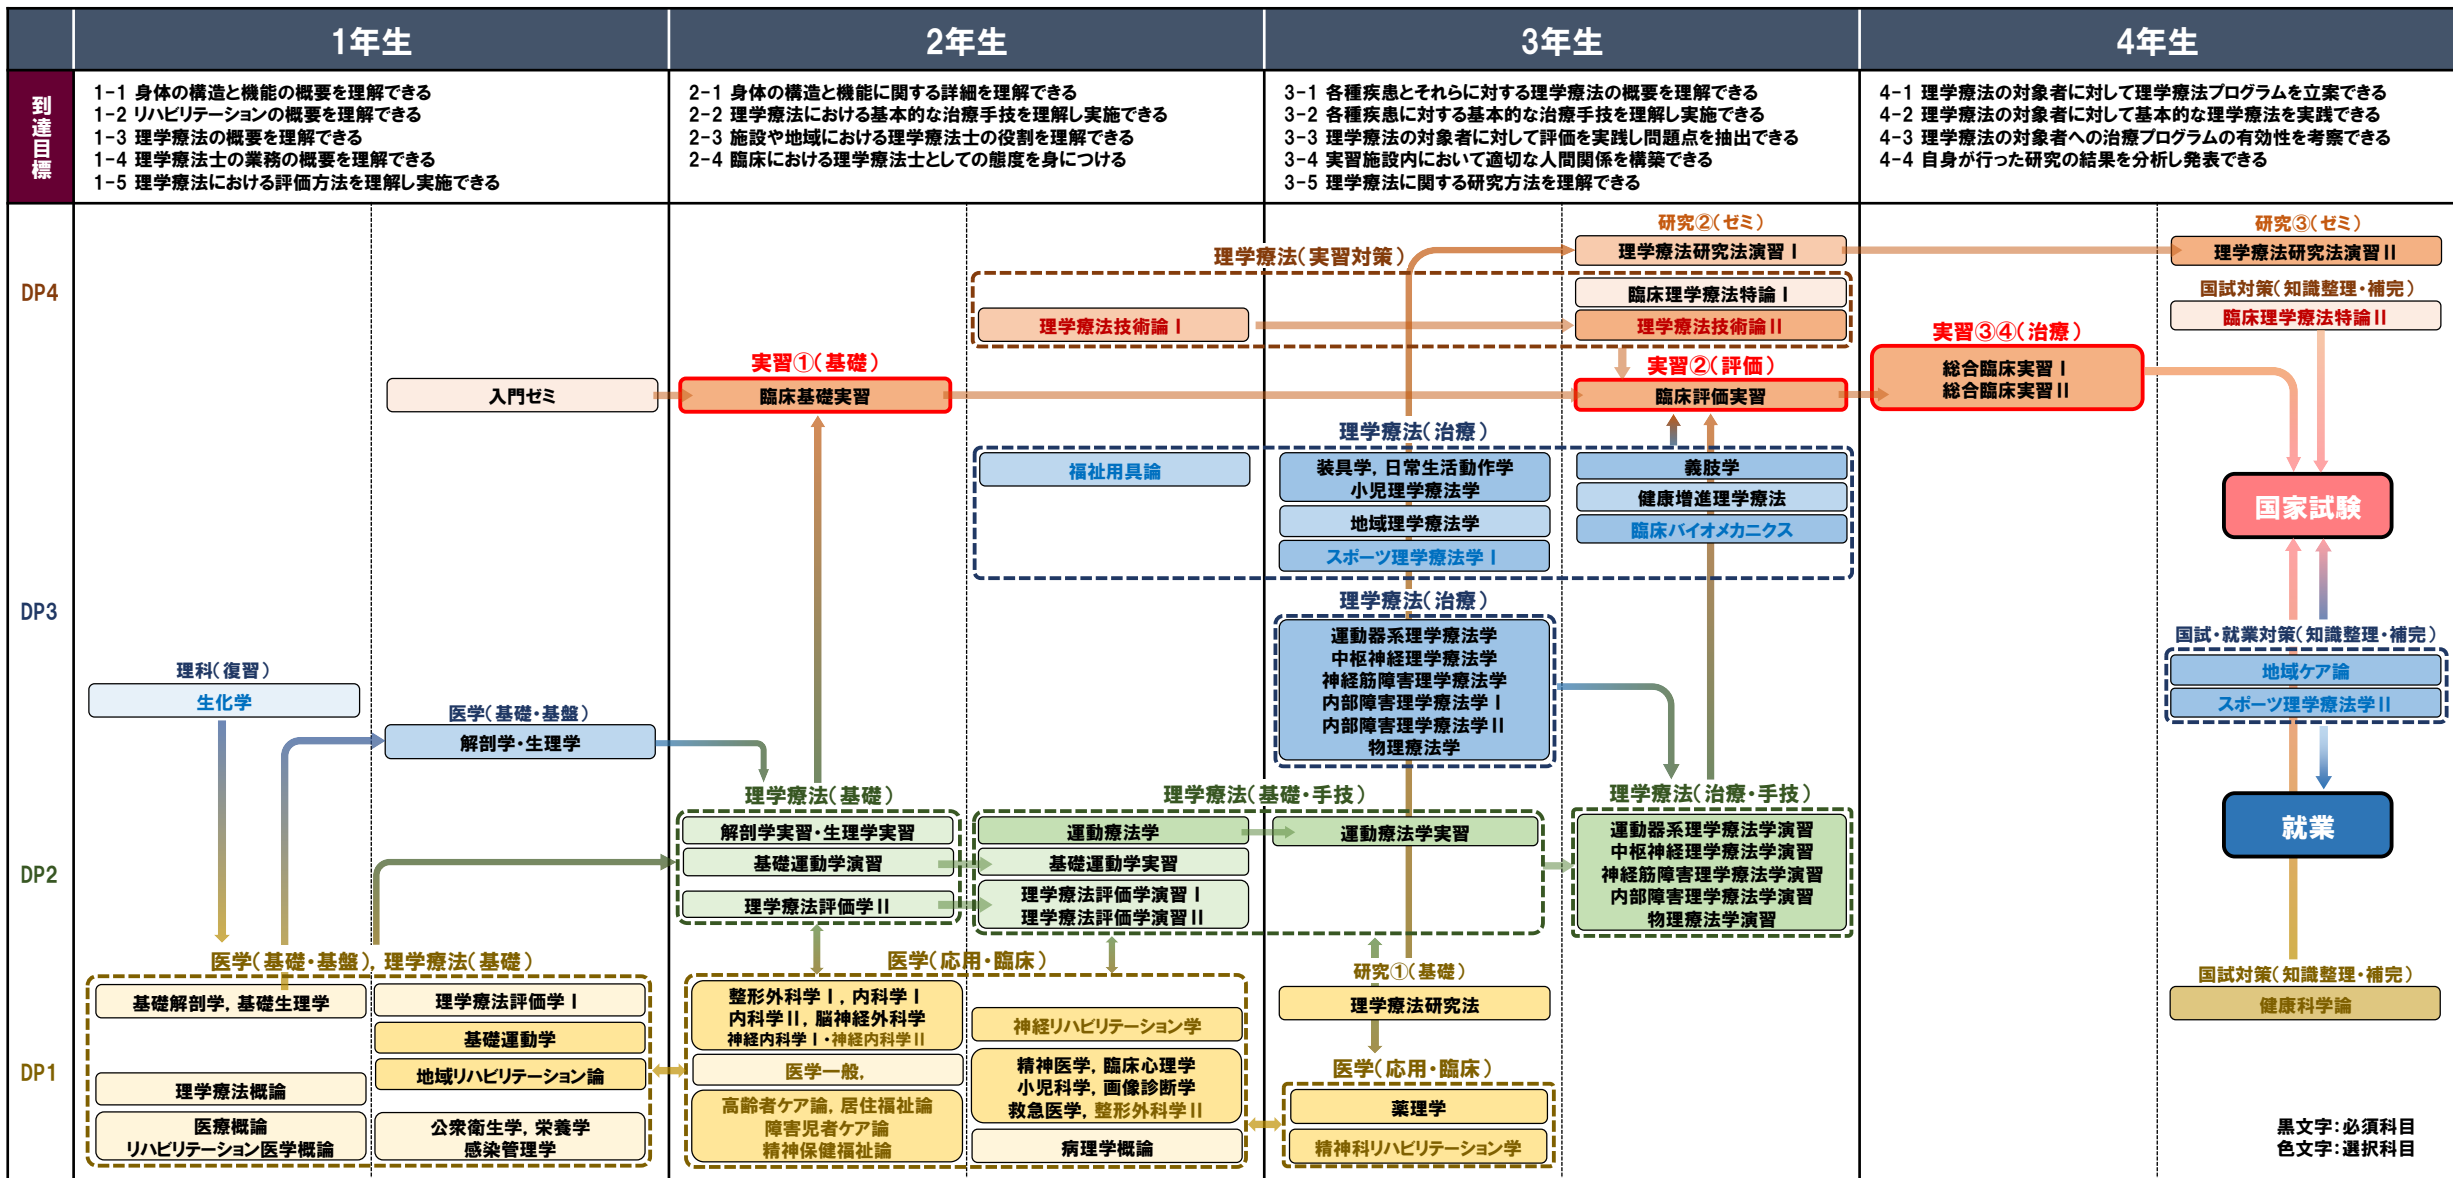 1年生
2年生
3年生
4年生
到達目標
1-1 身体の構造と機能の概要を理解できる
1-2 リハビリテーションの概要を理解できる
1-3 理学療法の概要を理解できる
1-4 理学療法士の業務の概要を理解できる
1-5 理学療法における評価方法を理解し実施できる
2-1 身体の構造と機能に関する詳細を理解できる
2-2 理学療法における基本的な治療手技を理解し実施できる
2-3 施設や地域における理学療法士の役割を理解できる
2-4 臨床における理学療法士としての態度を身につける
3-1 各種疾患とそれらに対する理学療法の概要を理解できる
3-2 各種疾患に対する基本的な治療手技を理解し実施できる
3-3 理学療法の対象者に対して評価を実践し問題点を抽出できる
3-4 実習施設内において適切な人間関係を構築できる
3-5 理学療法に関する研究方法を理解できる
4-1 理学療法の対象者に対して理学療法プログラムを立案できる
4-2 理学療法の対象者に対して基本的な理学療法を実践できる
4-3 理学療法の対象者への治療プログラムの有効性を考察できる
4-4 自身が行った研究の結果を分析し発表できる
DP4
理学療法(実習対策)
研究②(ゼミ)
理学療法研究法演習Ⅰ
研究③(ゼミ)
理学療法研究法演習Ⅱ
臨床理学療法特論Ⅰ
理学療法技術論Ⅰ
理学療法技術論Ⅱ
国試対策(知識整理・補完)
臨床理学療法特論Ⅱ
入門ゼミ
実習①(基礎)
臨床基礎実習
実習②(評価)
臨床評価実習
実習③④(治療)
総合臨床実習Ⅰ
総合臨床実習Ⅱ
DP3
理学療法(治療)
福祉用具論
装具学, 日常生活動作学
小児理学療法学
地域理学療法学
スポーツ理学療法学Ⅰ
義肢学
健康増進理学療法
臨床バイオメカニクス
国家試験
理学療法(治療)
運動器系理学療法学
中枢神経理学療法学
神経筋障害理学療法学
内部障害理学療法学Ⅰ
内部障害理学療法学Ⅱ
物理療法学
国試・就業対策(知識整理・補完)
地域ケア論
スポーツ理学療法学Ⅱ
就業
理科(復習)
生化学
医学(基礎・基盤)
解剖学・生理学
DP2
理学療法(基礎)
解剖学実習・生理学実習
基礎運動学演習
理学療法評価学Ⅱ
理学療法(基礎・手技)
運動療法学
基礎運動学実習
理学療法評価学演習Ⅰ
理学療法評価学演習Ⅱ
運動療法学実習
理学療法(治療・手技)
運動器系理学療法学演習
中枢神経理学療法学演習
神経筋障害理学療法学演習
内部障害理学療法学演習
物理療法学演習
DP1
医学(基礎・基盤), 理学療法(基礎)
基礎解剖学, 基礎生理学
理学療法概論
医療概論
リハビリテーション医学概論
理学療法評価学Ⅰ
基礎運動学
地域リハビリテーション論
公衆衛生学, 栄養学
感染管理学
医学(応用・臨床)
整形外科学Ⅰ, 内科学Ⅰ
内科学Ⅱ, 脳神経外科学
神経内科学Ⅰ・神経内科学Ⅱ
医学一般,
高齢者ケア論, 居住福祉論
障害児者ケア論
精神保健福祉論
神経リハビリテーション学
精神医学, 臨床心理学
小児科学, 画像診断学
救急医学, 整形外科学Ⅱ
病理学概論
研究①(基礎)
理学療法研究法
医学(応用・臨床)
薬理学
精神科リハビリテーション学
国試対策(知識整理・補完)
健康科学論
黒文字:必須科目
色文字:選択科目